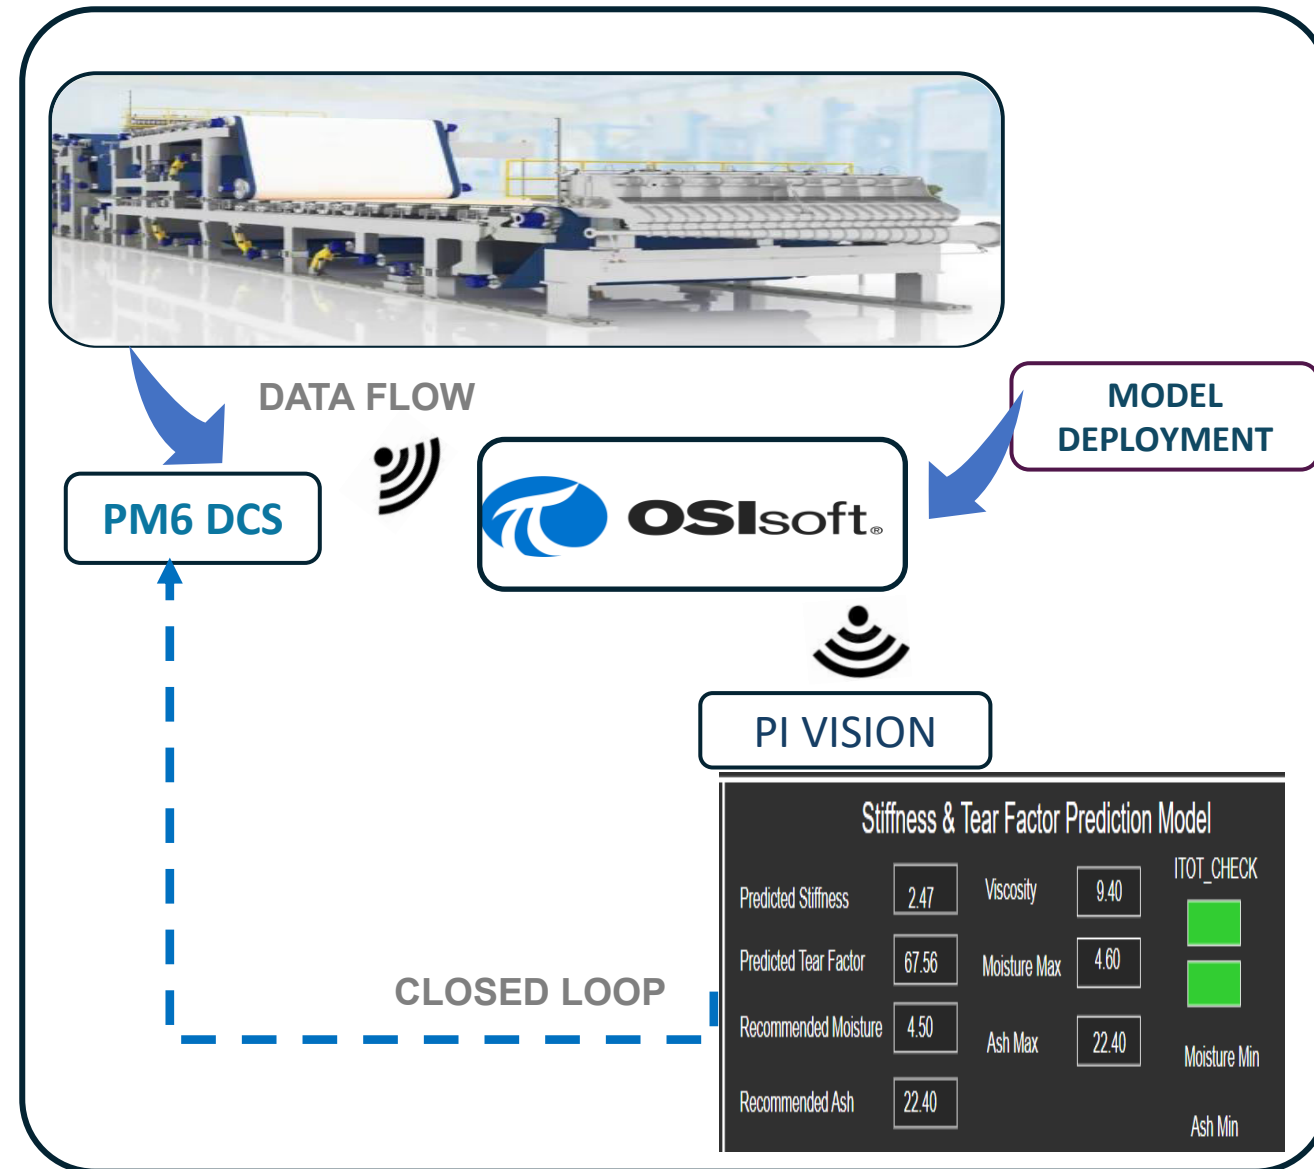 DATA FLOW
MODEL
DEPLOYMENT
PM6 DCS
OSIsoft®
PI VISION
CLOSED LOOP
Stiffness & Tear Factor Prediction Model
ITOT_CHECK
Predicted Stiffness 2.47 Viscosity 9.40
Predicted Tear Factor 67.56 Moisture Max 4.60
Recommended Moisture 4.50 Ash Max 22.40 Moisture Min
Recommended Ash 22.40 Ash Min